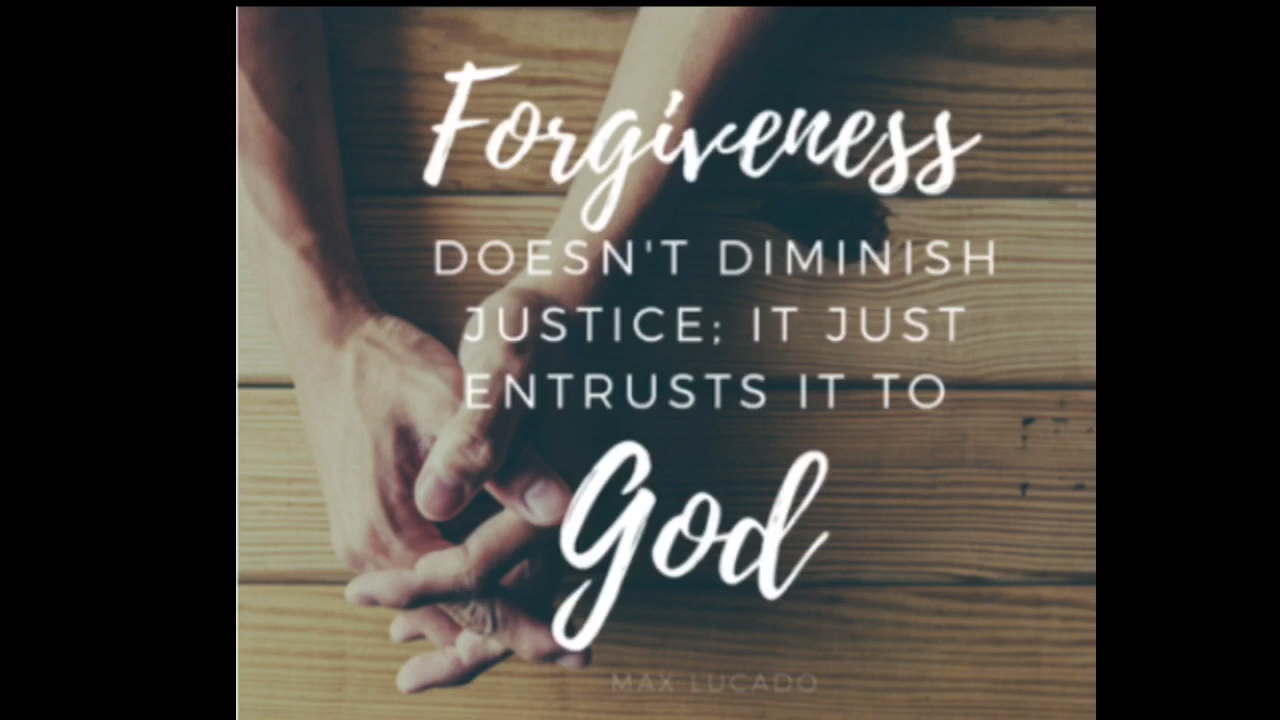 Forgiveness
DOESN'T DIMINISH
JUSTICE; IT JUST
ENTRUSTS IT TO
God
MAX LUCADO